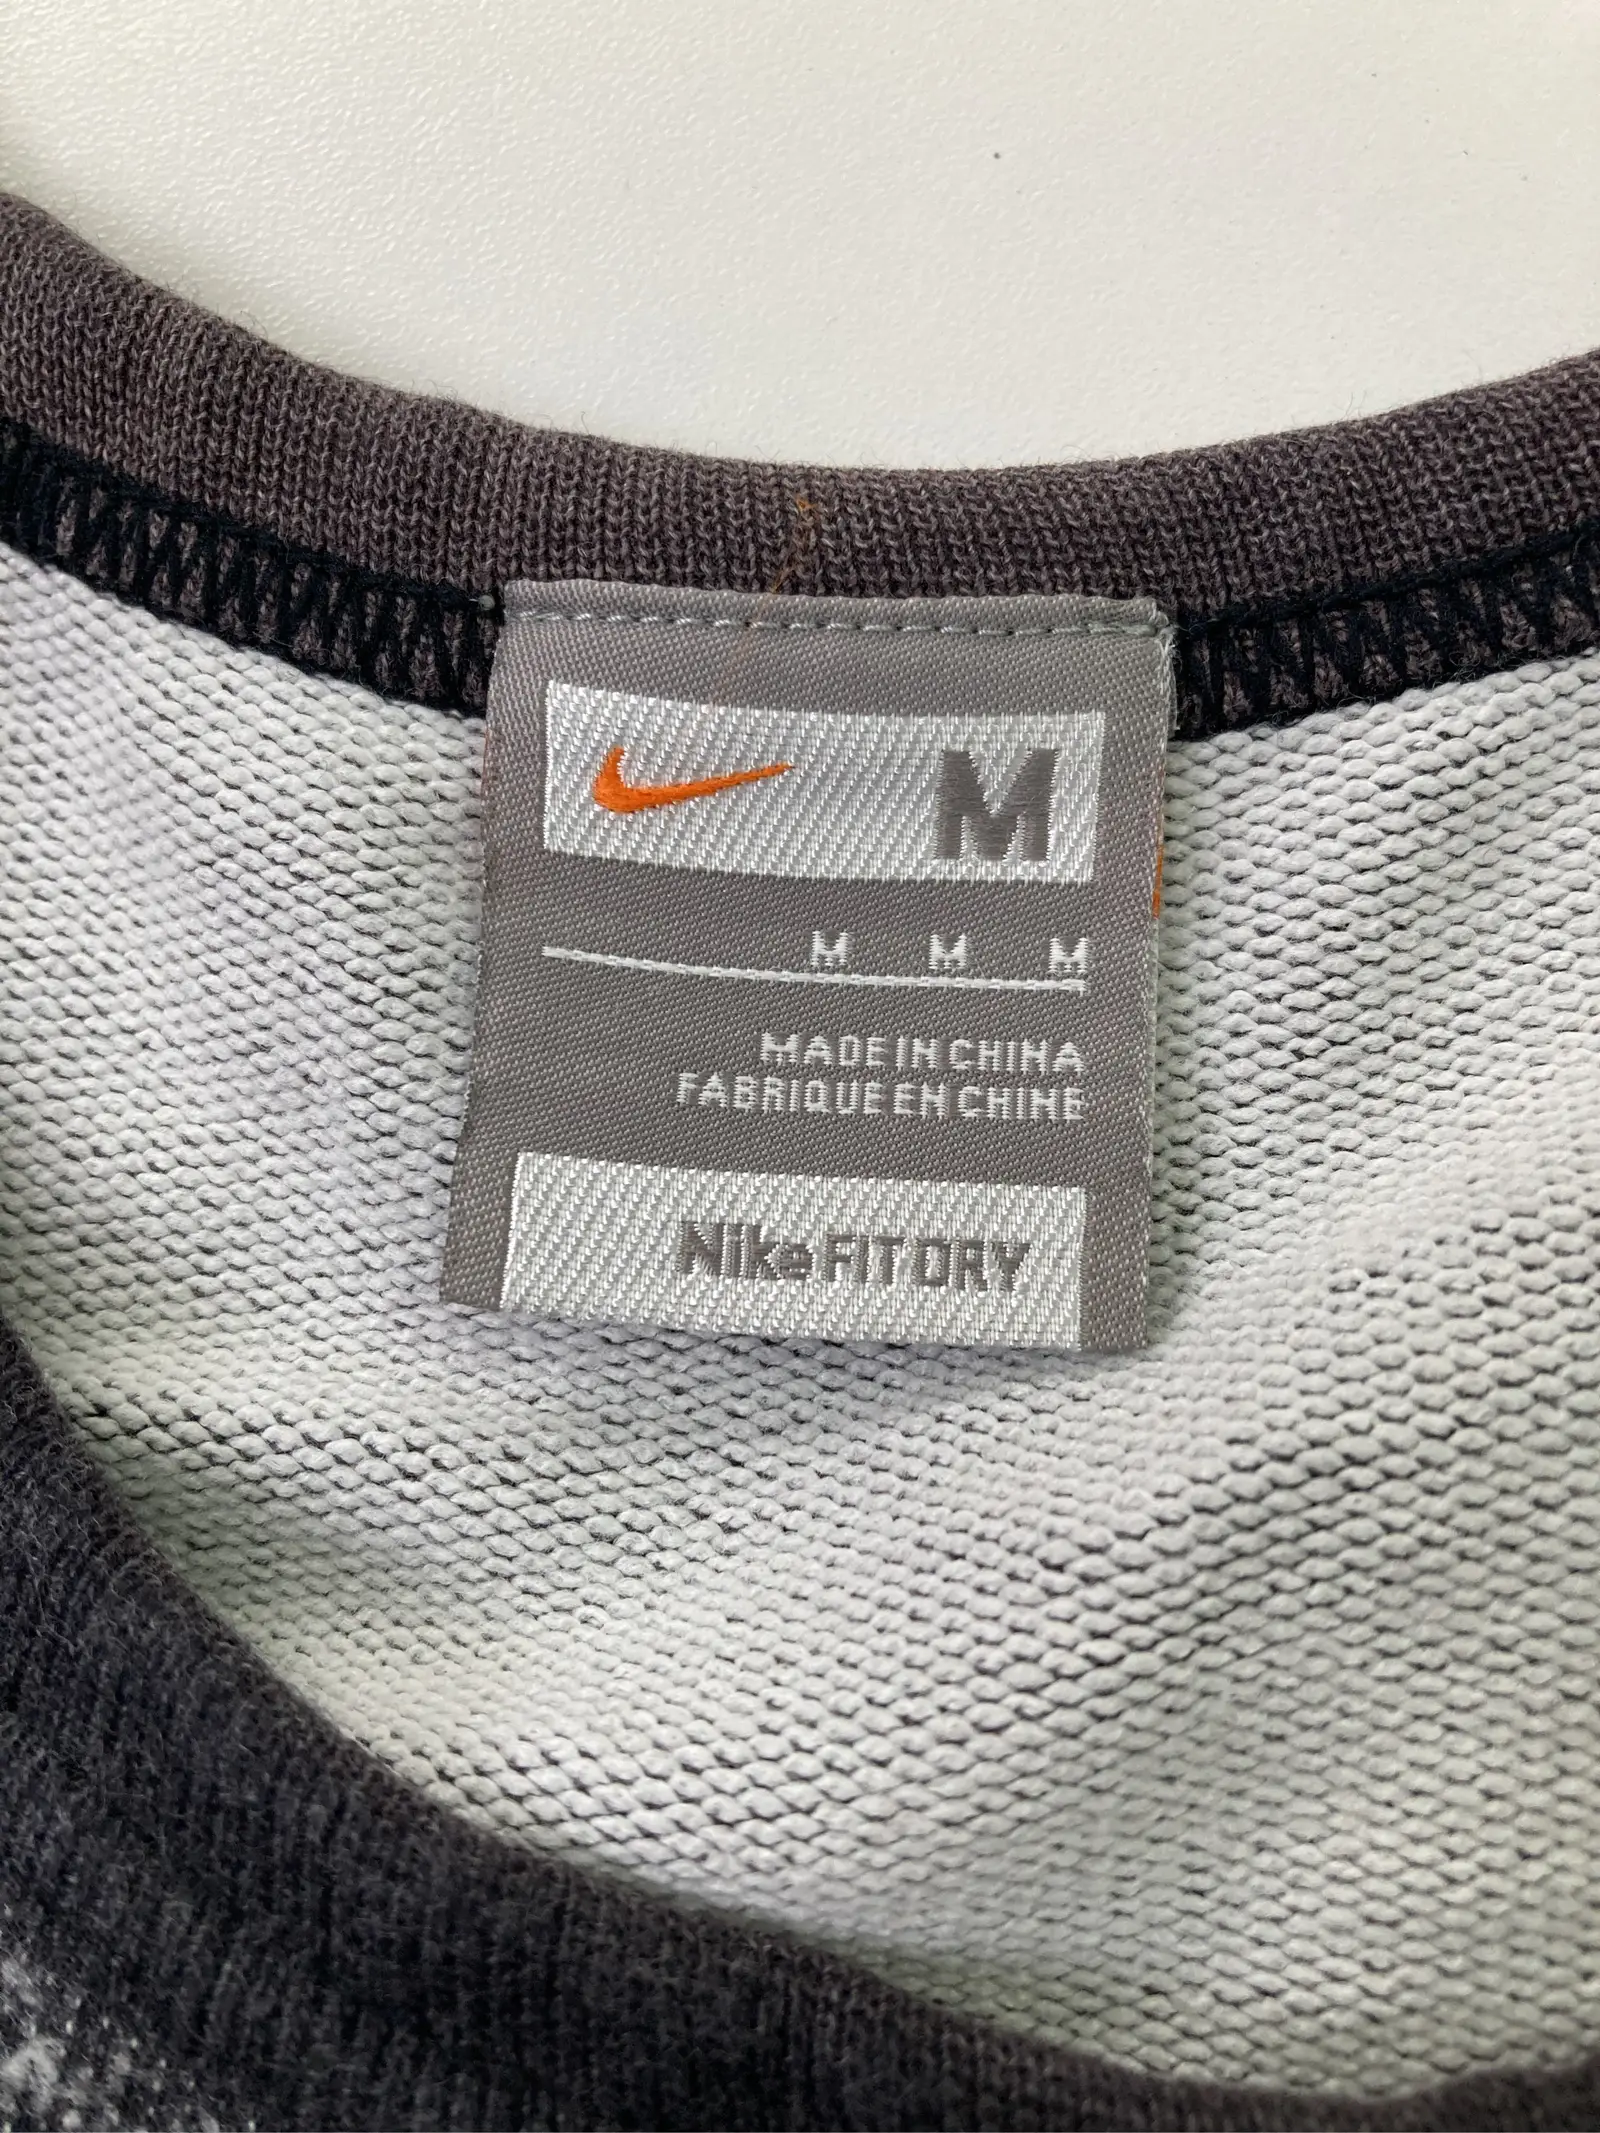 M
M M M
MADE IN CHINA
FABRIQUE EN CHINE
Nike FIT DRY